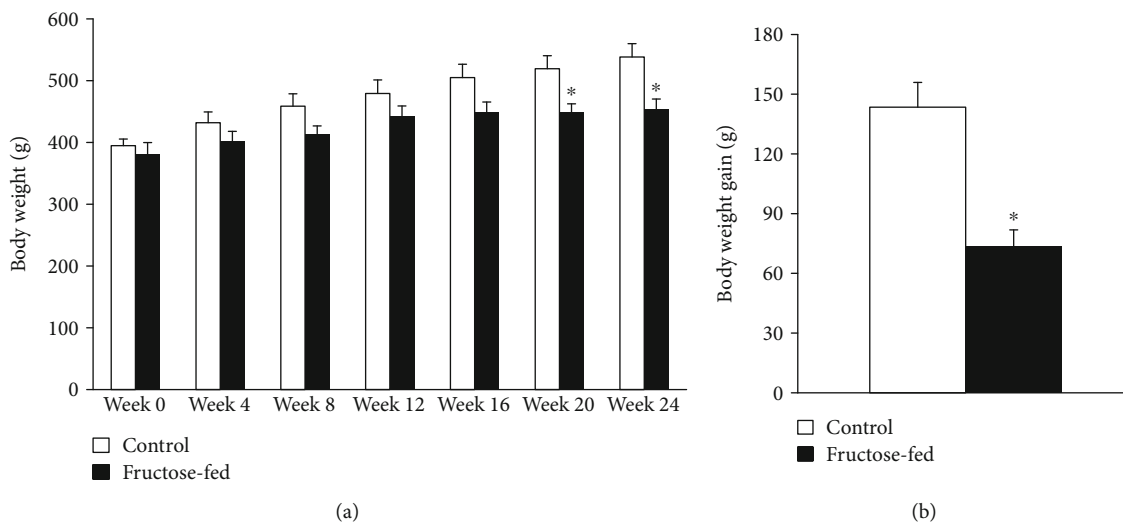 600
500
400
300
200
100
0
Body weight (g)
*
*
Week 0 Week 4 Week 8 Week 12 Week 16 Week 20 Week 24
Control
Fructose-fed
(a)
180
150
120
90
60
30
0
Body weight gain (g)
*
Control
Fructose-fed
(b)